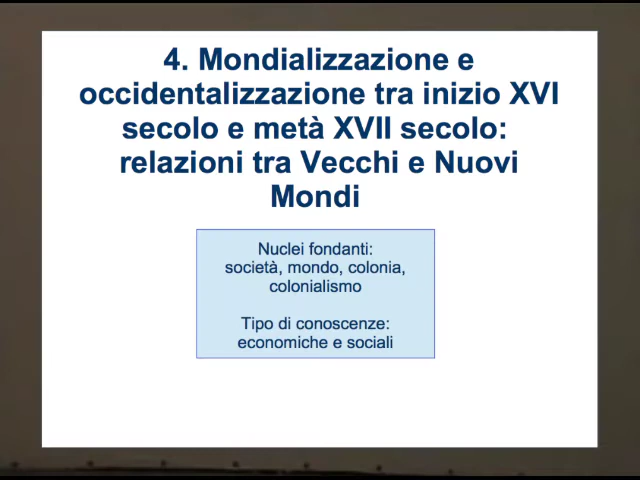 4. Mondializzazione e
occidentalizzazione tra inizio XVI
secolo e metà XVII secolo:
relazioni tra Vecchi e Nuovi
Mondi
Nuclei fondanti:
società, mondo, colonia,
colonialismo
Tipo di conoscenze:
economiche e sociali